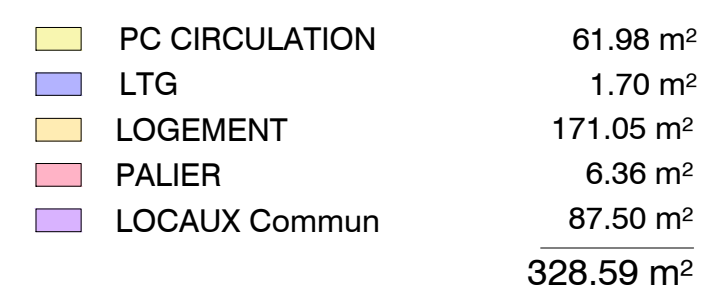 PC CIRCULATION 61.98 m²
LTG 1.70 m²
LOGEMENT 171.05 m²
PALIER 6.36 m²
LOCAUX Commun 87.50 m²
328.59 m²